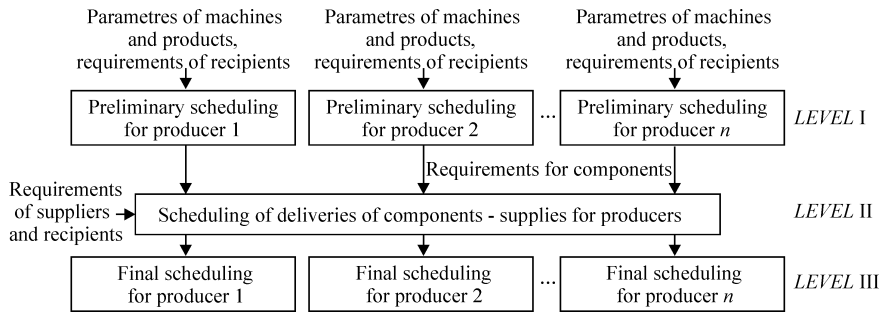 Parametres of machines
and products,
requirements of recipients
Parametres of machines
and products,
requirements of recipients
Parametres of machines
and products,
requirements of recipients
Preliminary scheduling
for producer 1
Preliminary scheduling
for producer 2
...
Preliminary scheduling
for producer n
LEVEL I
Requirements for components
Requirements
of suppliers
and recipients
Scheduling of deliveries of components - supplies for producers
LEVEL II
Final scheduling
for producer 1
Final scheduling
for producer 2
...
Final scheduling
for producer n
LEVEL III